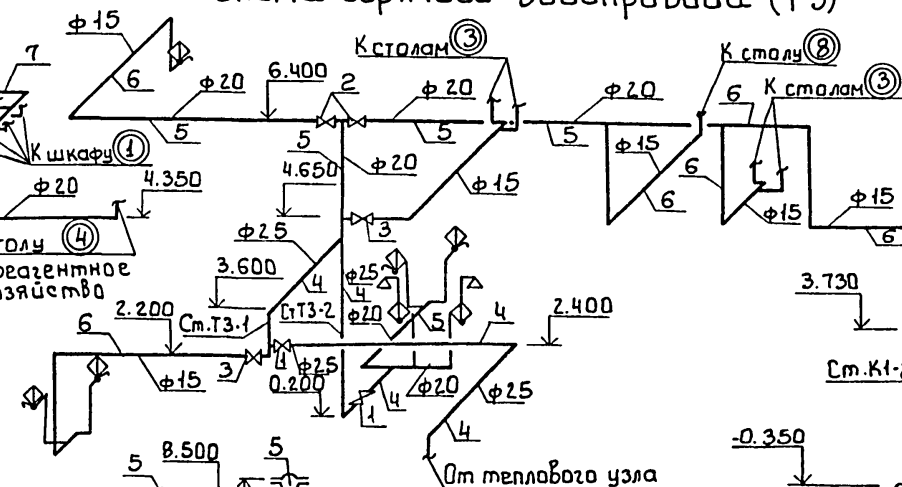 (Т3)
ф15
7
6
ф20
6.400
2
К столам 3
ф20
ф20
К столу 8
6
К столам 3
5
5
5
К шкафу 1
5
4.650
ф20
ф15
ф15
6
6
ф15
ф15
6
ф20
4.350
столу 4
реагентное
хозяйство
3
ф25
4
3.600
ф25
4
ф20
5
4
2.400
3.730
2.200
Ст.Т3-1
Ст.Т3-2
6
ф15
3
1
ф25
0.200
1
4
ф20
ф25
4
Ст.К1-
-0.350
5
8.500
5
От теплового узла